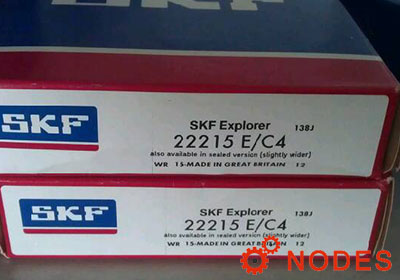 SKF
SKF
SKF Explorer 138J
22215 E/C4
also available in sealed version (slightly wider)
WR 15-MADE IN GREAT BRITAIN 12
SKF
SKF Explorer 138J
22215 E/C4
also available in sealed version (slightly wider)
WR 15-MADE IN GREAT BRITAIN 12
NODES